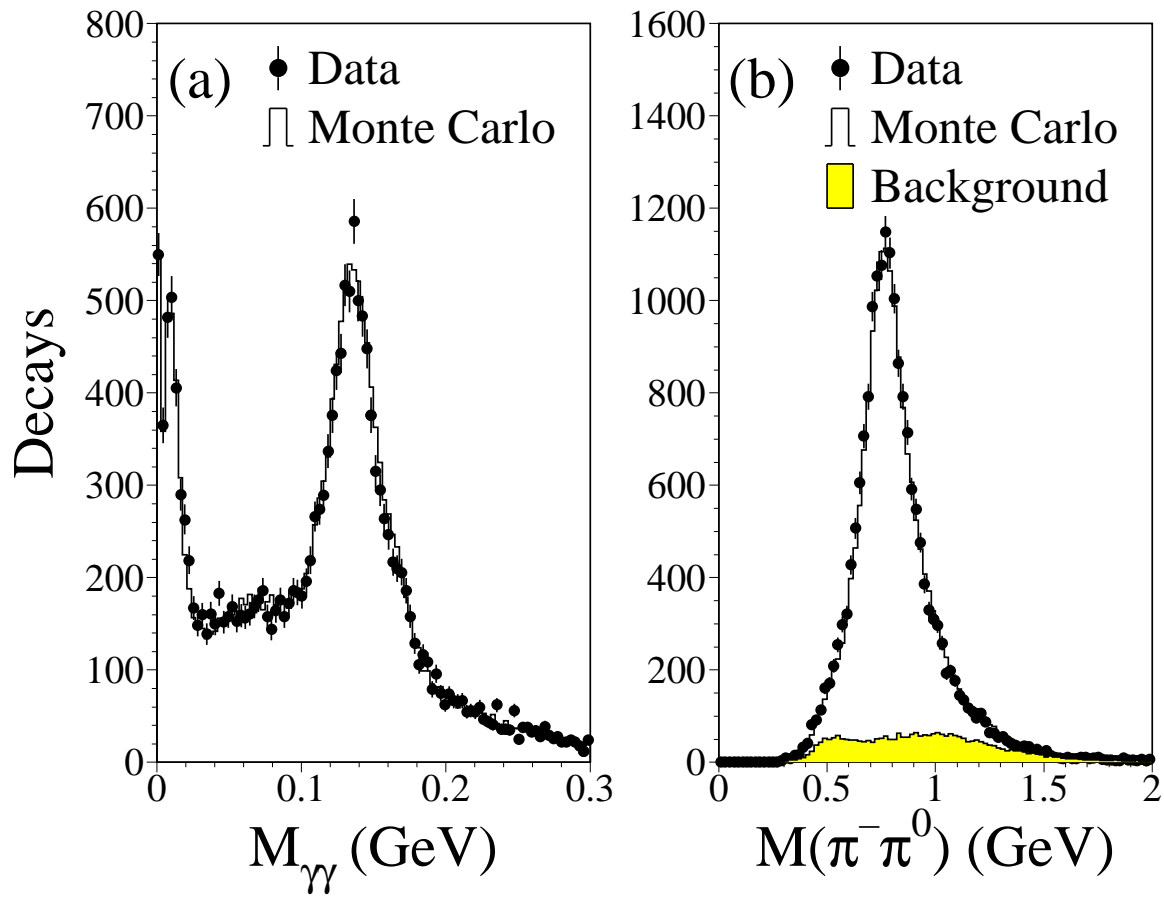 Decays
800
700
600
500
400
300
200
100
0
(a)
Data
Monte Carlo
0 0.1 0.2 0.3
Mγγ (GeV)
1600
1400
1200
1000
800
600
400
200
0
(b)
Data
Monte Carlo
Background
0 0.5 1 1.5 2
M(π⁻π⁰) (GeV)